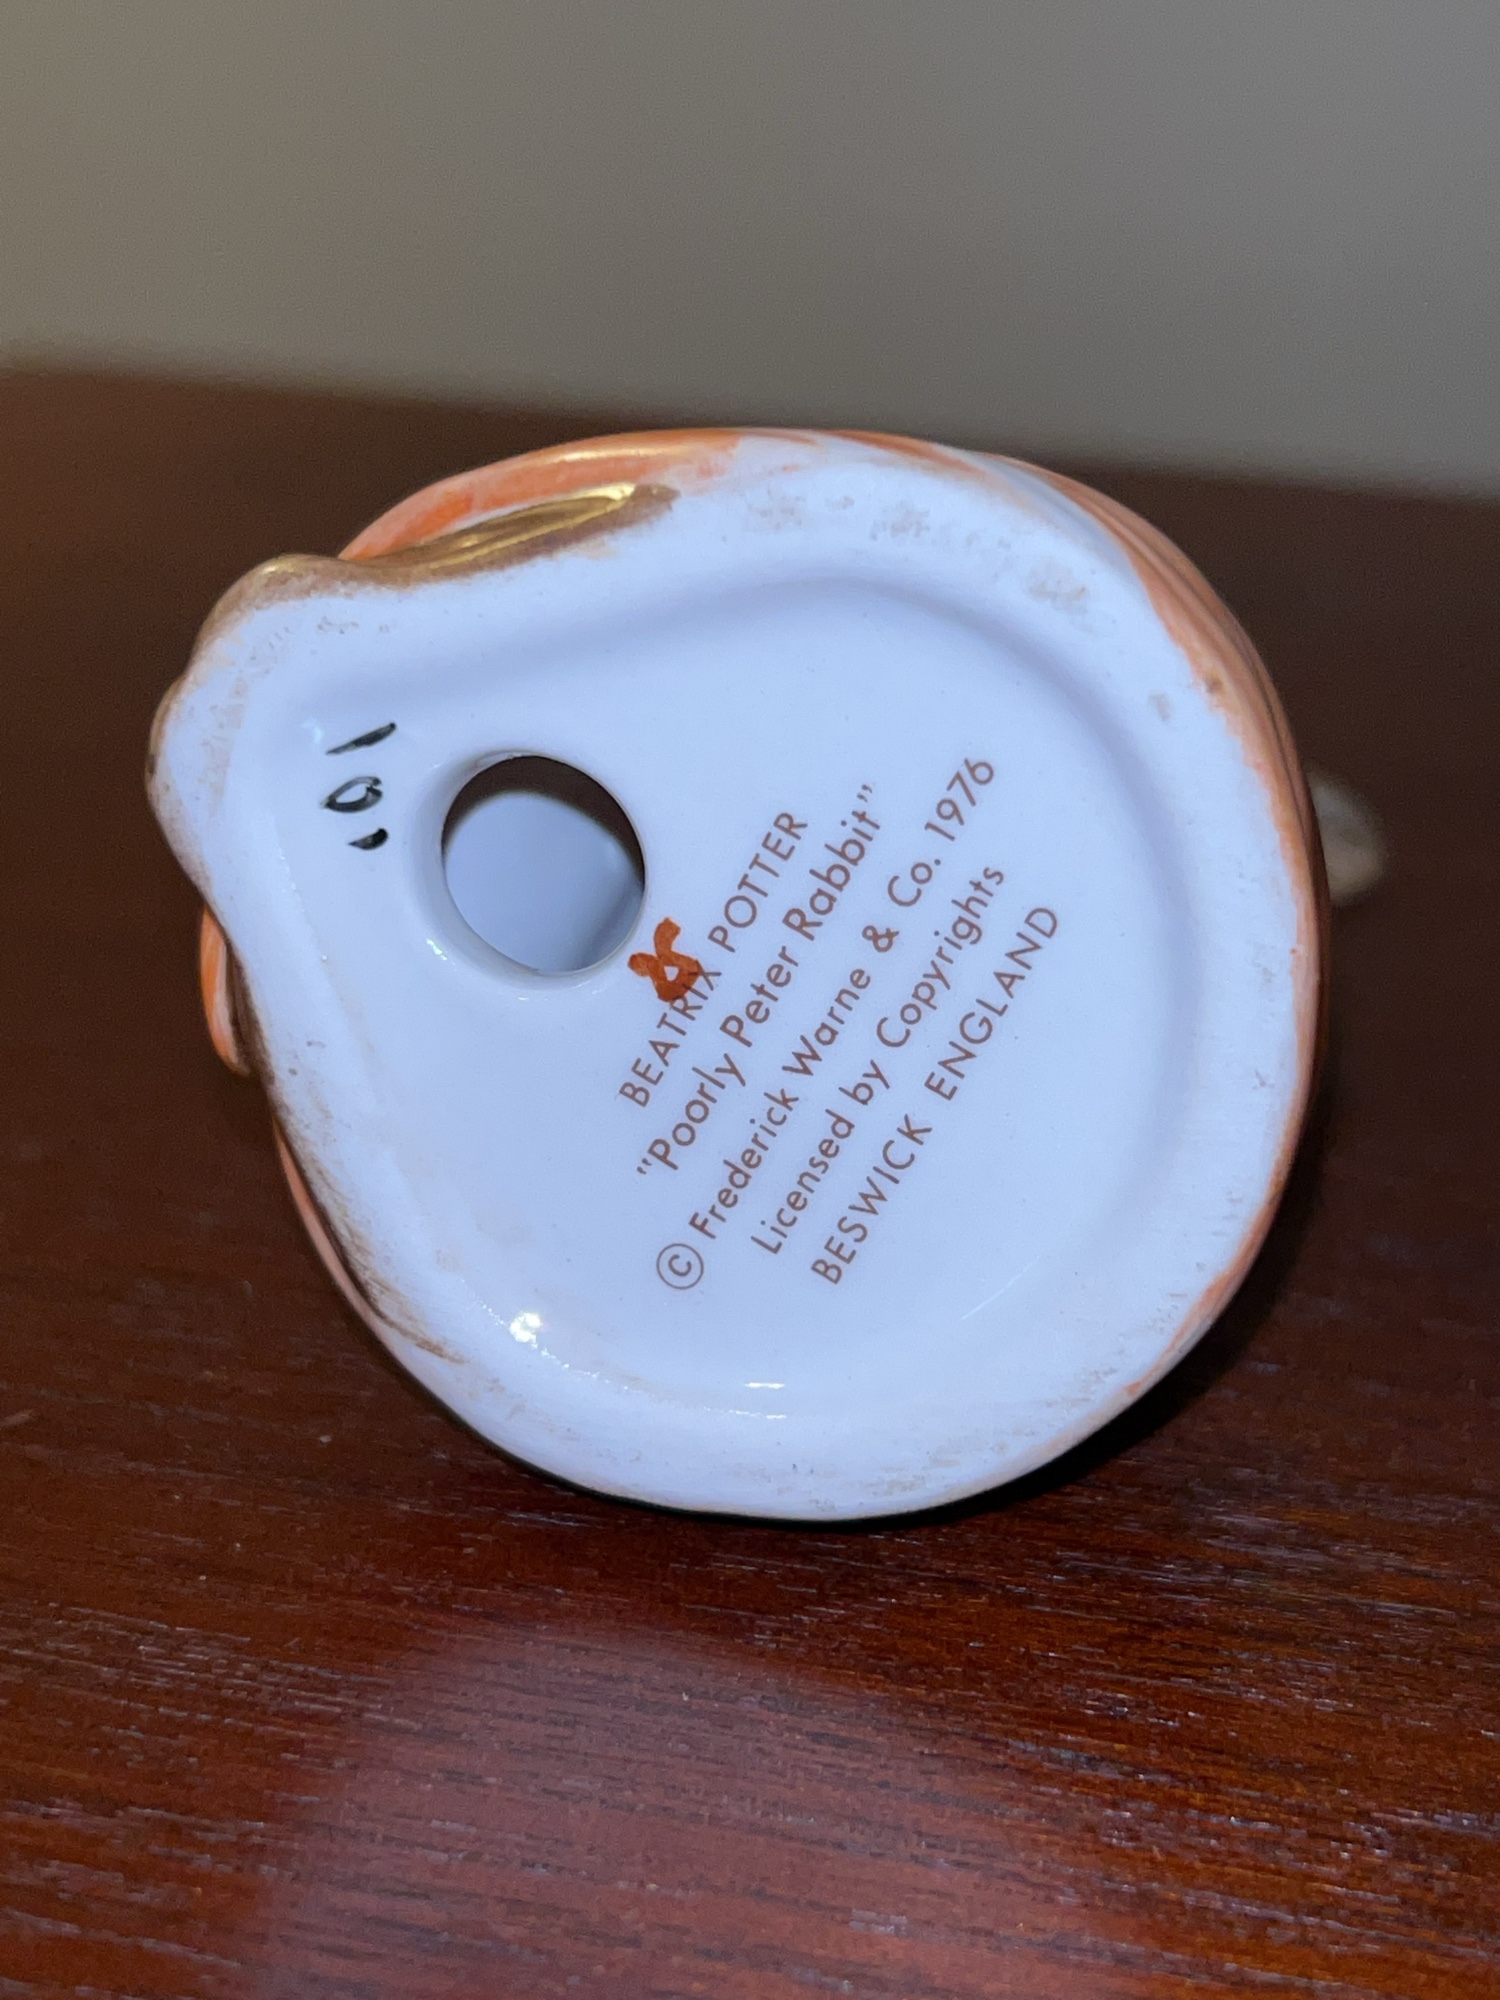 BEATRIX POTTER
"Poorly Peter Rabbit"
© Frederick Warne & Co. 1976
Licensed by Copyrights
BESWICK ENGLAND